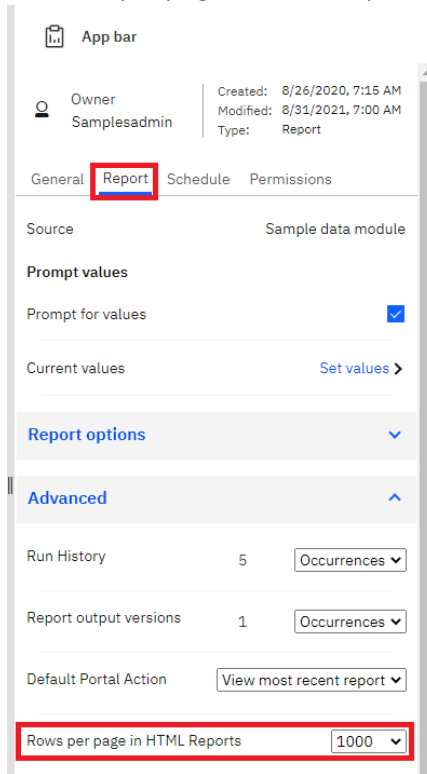 App bar
Owner
Samplesadmin
Created: 8/26/2020, 7:15 AM
Modified: 8/31/2021, 7:00 AM
Type: Report
General Report Schedule Permissions
Source Sample data module
Prompt values
Prompt for values
Current values Set values
Report options
Advanced
Run History 5 Occurrences
Report output versions 1 Occurrences
Default Portal Action View most recent report
Rows per page in HTML Reports 1000